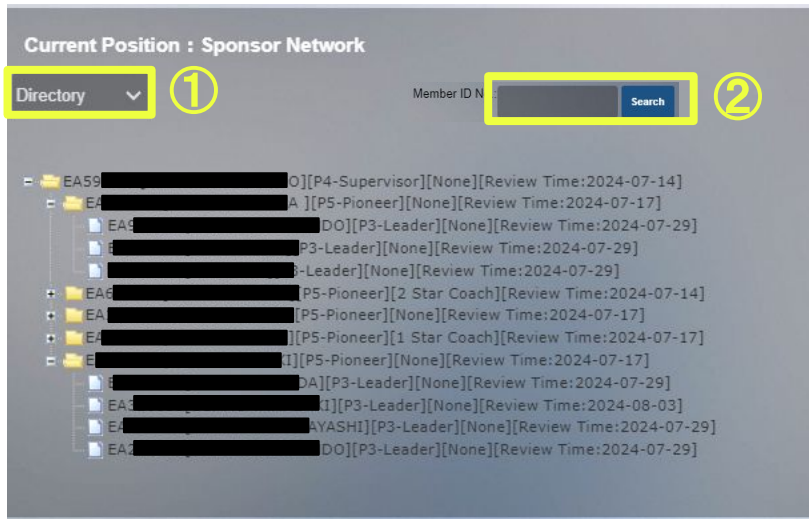 Current Position : Sponsor Network
Directory ①
Member ID N : Search ②
EA59 O][P4-Supervisor][None][Review Time:2024-07-14]
EA A ][P5-Pioneer][None][Review Time:2024-07-17]
EA9 DO][P3-Leader][None][Review Time:2024-07-29]
E P3-Leader][None][Review Time:2024-07-29]
-Leader][None][Review Time:2024-07-29]
EA6 [P5-Pioneer][2 Star Coach][Review Time:2024-07-14]
EA [P5-Pioneer][None][Review Time:2024-07-17]
EA ][P5-Pioneer][1 Star Coach][Review Time:2024-07-17]
E KI][P5-Pioneer][None][Review Time:2024-07-17]
E DA][P3-Leader][None][Review Time:2024-07-29]
EA3 KI][P3-Leader][None][Review Time:2024-08-03]
EA AYASHI][P3-Leader][None][Review Time:2024-07-29]
EA2 DO][P3-Leader][None][Review Time:2024-07-29]